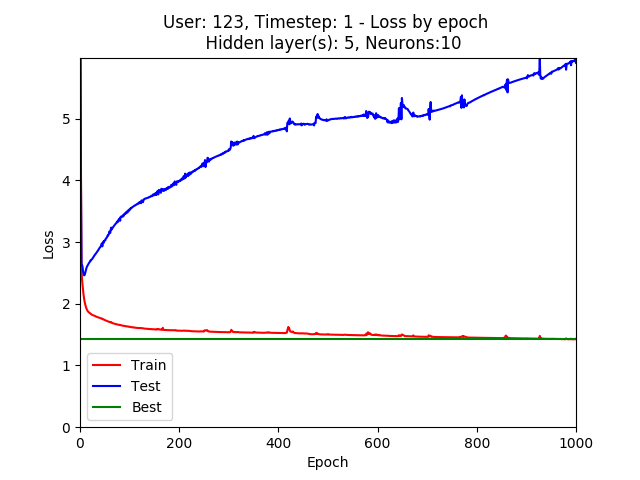 User: 123, Timestep: 1 - Loss by epoch
Hidden layer(s): 5, Neurons:10
5
4
3
2
1
0
Loss
Train
Test
Best
0 200 400 600 800 1000
Epoch